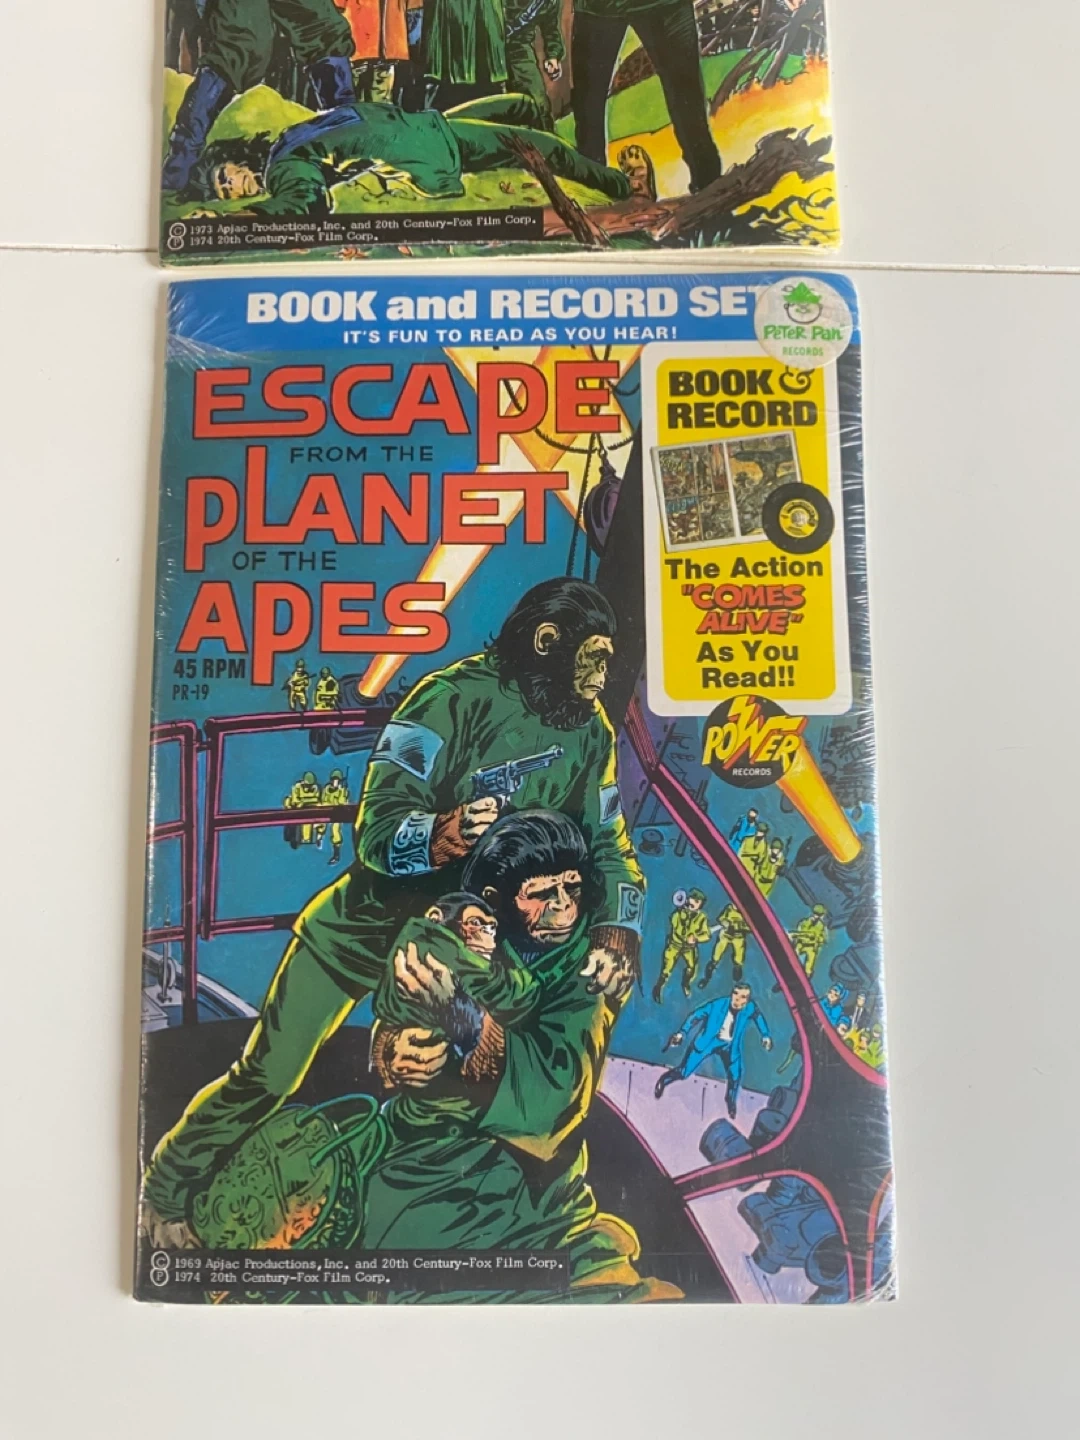 © 1973 Apjac Productions, Inc. and 20th Century-Fox Film Corp.
℗ 1974 20th Century-Fox Film Corp.
BOOK and RECORD SET
IT'S FUN TO READ AS YOU HEAR!
PETER PAN
RECORDS
ESCAPE
FROM THE
PLANET
OF THE
APES
45 RPM
PR-19
BOOK &
RECORD
The Action
"COMES
ALIVE"
As You
Read!!
POWER
RECORDS
© 1969 Apjac Productions, Inc. and 20th Century-Fox Film Corp.
℗ 1974 20th Century-Fox Film Corp.